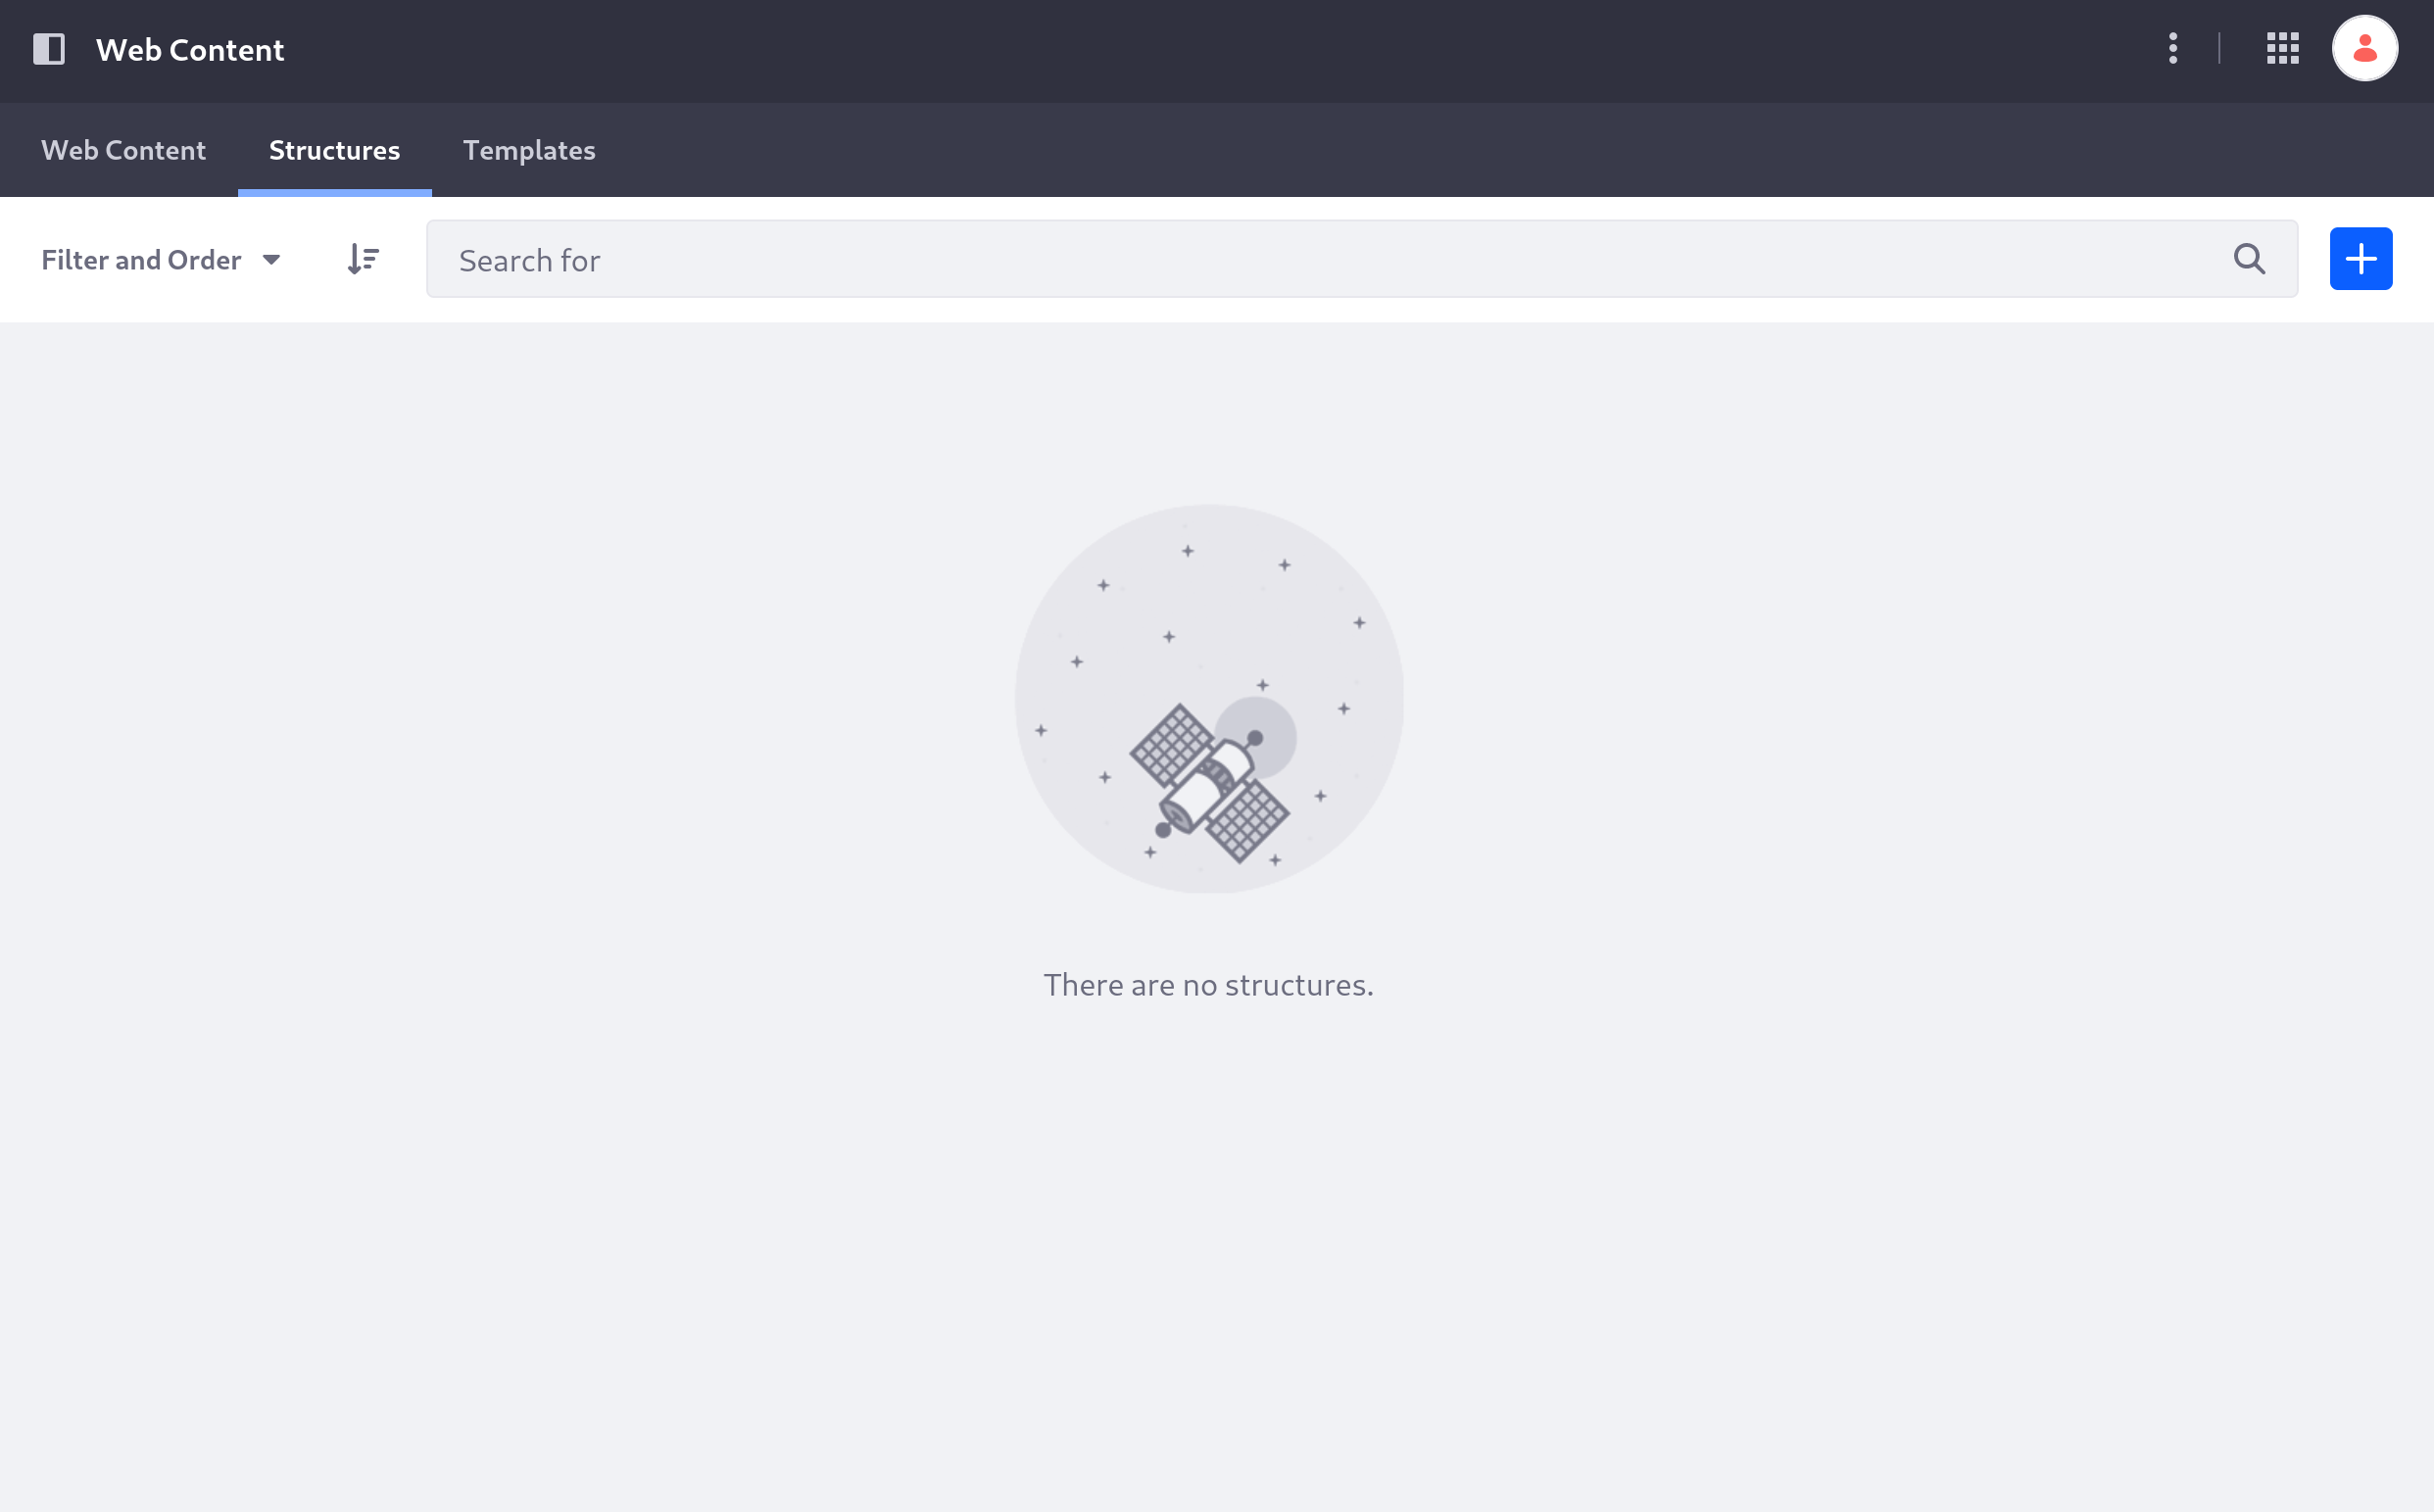 Web Content
Web Content Structures Templates
Filter and Order Search for
There are no structures.